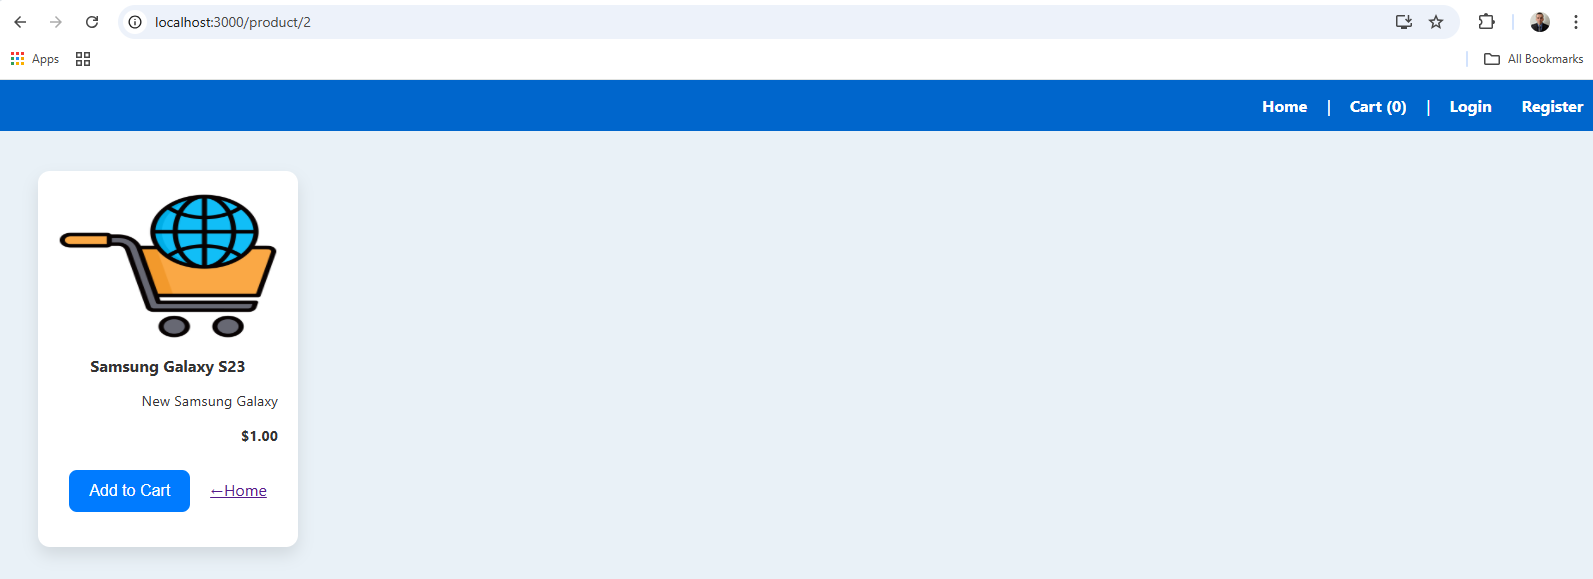 localhost:3000/product/2
Apps
All Bookmarks
Home | Cart (0) | Login Register
Samsung Galaxy S23
New Samsung Galaxy
$1.00
Add to Cart ←Home